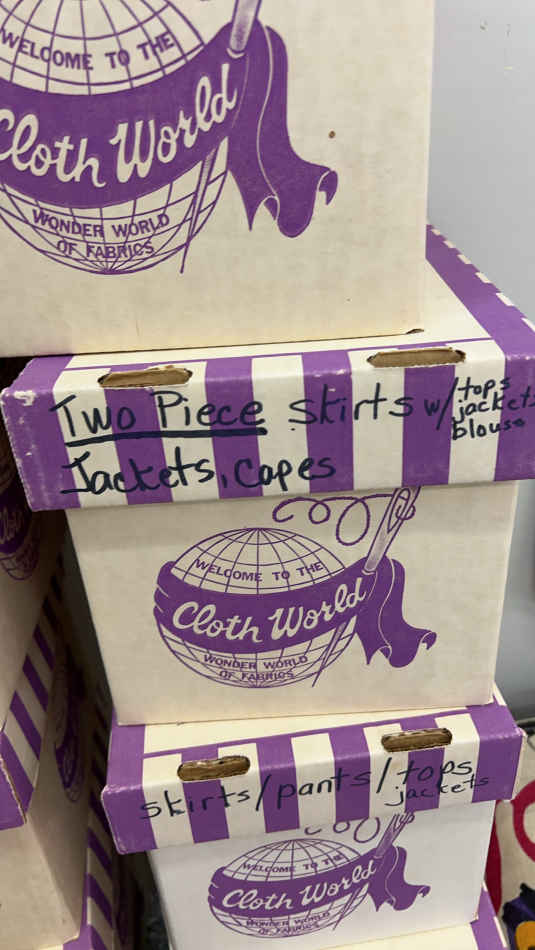 WELCOME TO THE
Cloth World
WONDER WORLD
OF FABRICS
Two Piece skirts w/ tops
jackets
blouse
Jackets, capes
WELCOME TO THE
Cloth World
WONDER WORLD
OF FABRICS
skirts/pants/tops
jackets
WELCOME TO THE
Cloth World
WONDER WORLD
OF FABRICS